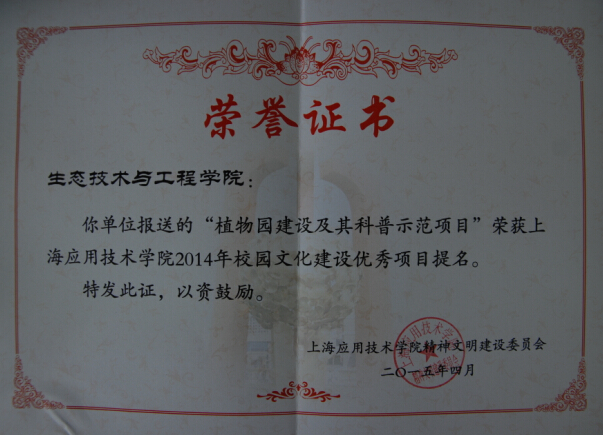 荣誉证书
生态技术与工程学院：
你单位报送的“植物园建设及其科普示范项目”荣获上
海应用技术学院2014年校园文化建设优秀项目提名。
特发此证，以资鼓励。
上海应用技术学院精神文明建设委员会
二〇一五年四月